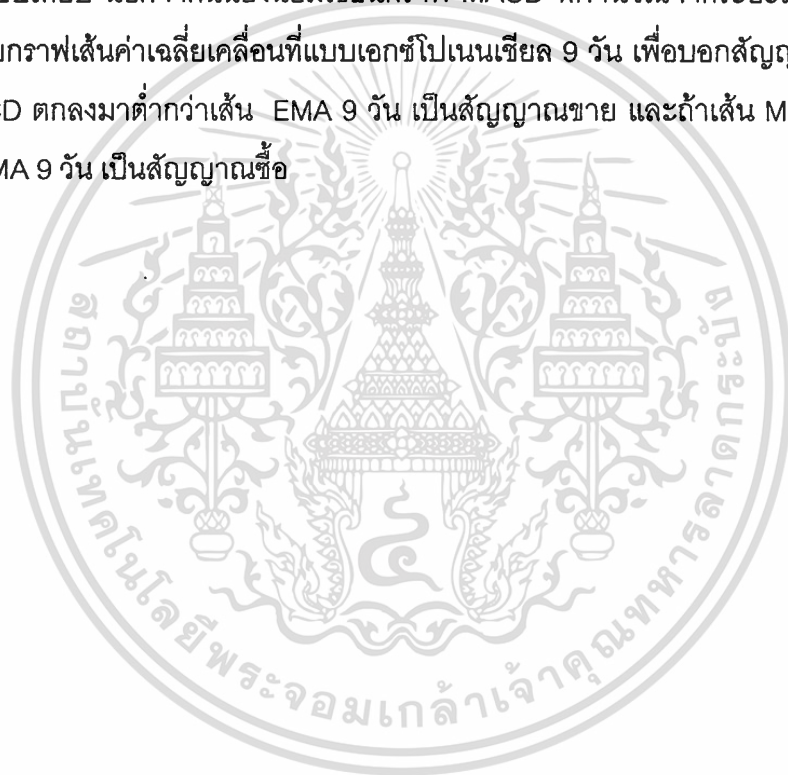 ยกราฟเส้นค่าเฉลี่ยเคลื่อนที่แบบเอกซ์โปเนนเชียล 9 วัน เพื่อบอกสัญญ
CD ตกลงมาต่ำกว่าเส้น EMA 9 วัน เป็นสัญญาณขาย และถ้าเส้น M
MA 9 วัน เป็นสัญญาณซื้อ
สถาบันเทคโนโลยีพระจอมเกล้าเจ้าคุณทหารลาดกระบัง